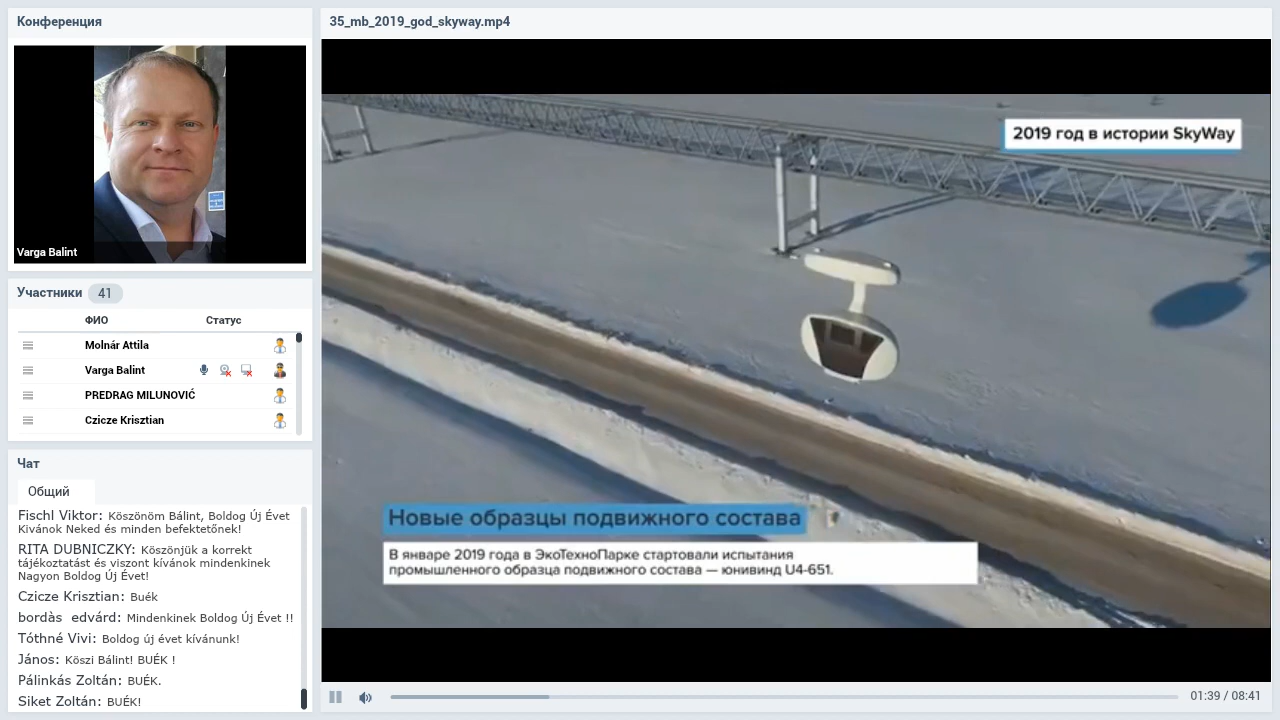 Конференция
Varga Balint
Участники 41
ФИО Статус
Molnár Attila
Varga Balint
PREDRAG MILUNOVIĆ
Czicze Krisztian
Чат
Общий
Fischl Viktor: Köszönöm Bálint, Boldog Új Évet
Kivánok Neked és minden befektetőnek!
RITA DUBNICZKY: Köszönjük a korrekt
tájékoztatást és viszont kívánok mindenkinek
Nagyon Boldog Új Évet!
Czicze Krisztian: Buék
bordàs edvárd: Mindenkinek Boldog Új Évet !!
Tóthné Vivi: Boldog új évet kívánunk!
János: Köszi Bálint! BUÉK !
Pálinkás Zoltán: BUÉK.
Siket Zoltán: BUÉK!
35_mb_2019_god_skyway.mp4
2019 год в истории SkyWay
Новые образцы подвижного состава
В январе 2019 года в ЭкоТехноПарке стартовали испытания
промышленного образца подвижного состава — юнивинд U4-651.
01:39 / 08:41